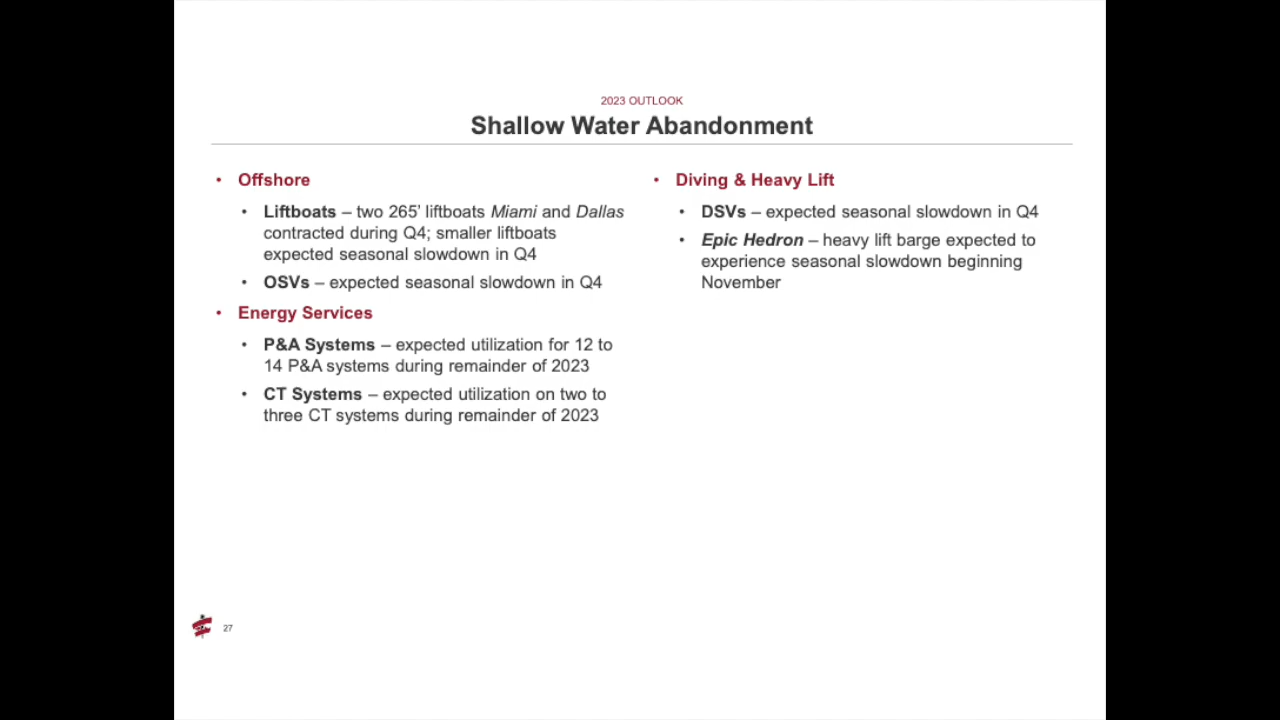 2023 OUTLOOK
Shallow Water Abandonment
• Offshore
• Liftboats – two 265’ liftboats Miami and Dallas
contracted during Q4; smaller liftboats
expected seasonal slowdown in Q4
• OSVs – expected seasonal slowdown in Q4
• Energy Services
• P&A Systems – expected utilization for 12 to
14 P&A systems during remainder of 2023
• CT Systems – expected utilization on two to
three CT systems during remainder of 2023
• Diving & Heavy Lift
• DSVs – expected seasonal slowdown in Q4
• Epic Hedron – heavy lift barge expected to
experience seasonal slowdown beginning
November
27